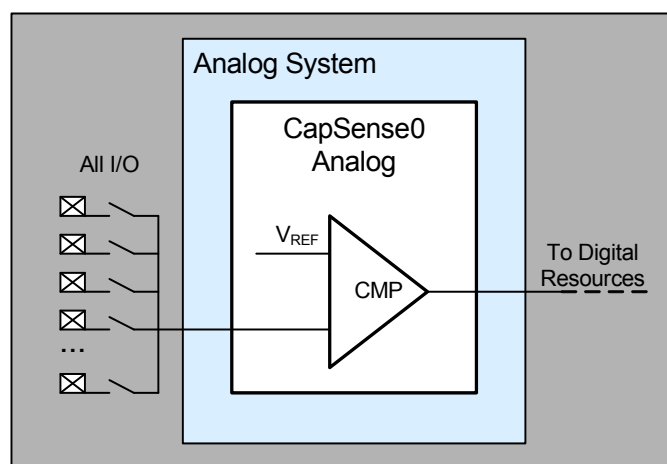 Analog System
CapSense0
Analog
All I/O
VREF
CMP
To Digital
Resources
...